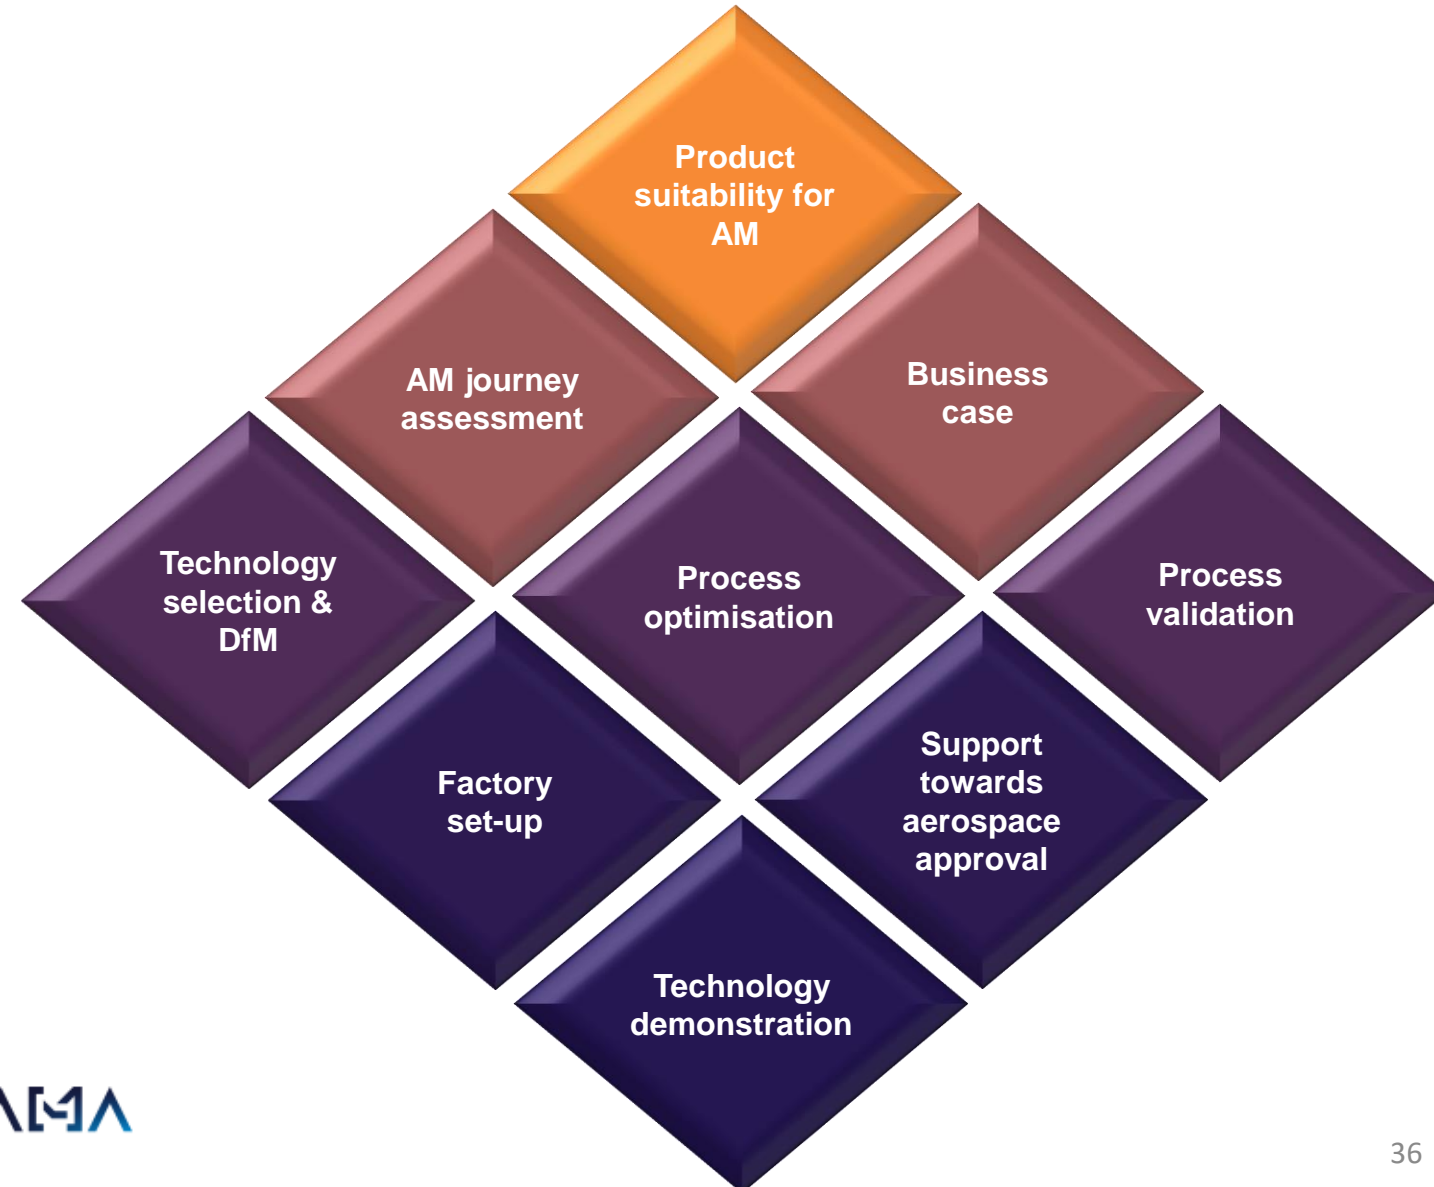 Product
suitability for
AM
AM journey
assessment
Business
case
Technology
selection &
DfM
Process
optimisation
Process
validation
Factory
set-up
Support
towards
aerospace
approval
Technology
demonstration
36